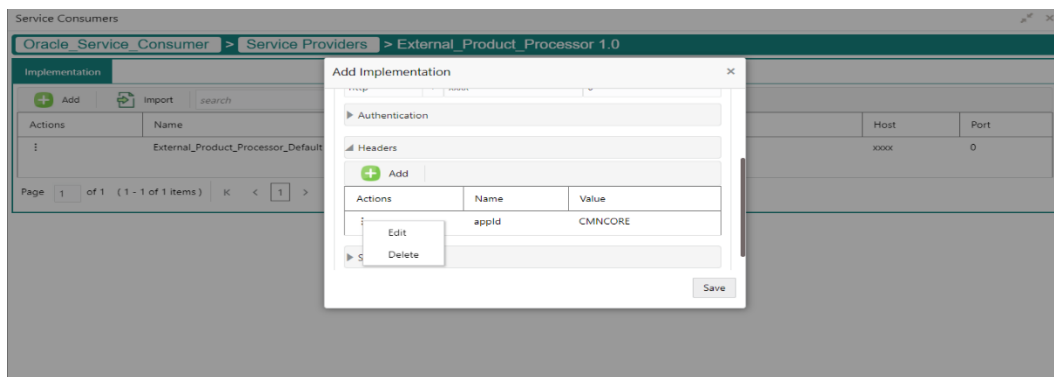 Service Consumers
Oracle_Service_Consumer > Service Providers > External_Product_Processor 1.0
Implementation
Add Import search
Actions Name Host Port
External_Product_Processor_Default xxxx 0
Page 1 of 1 (1 - 1 of 1 items) K < 1 >
Add Implementation ×
Authentication
Headers
Add
Actions Name Value
appId CMNCORE
Edit
Delete
S
Save